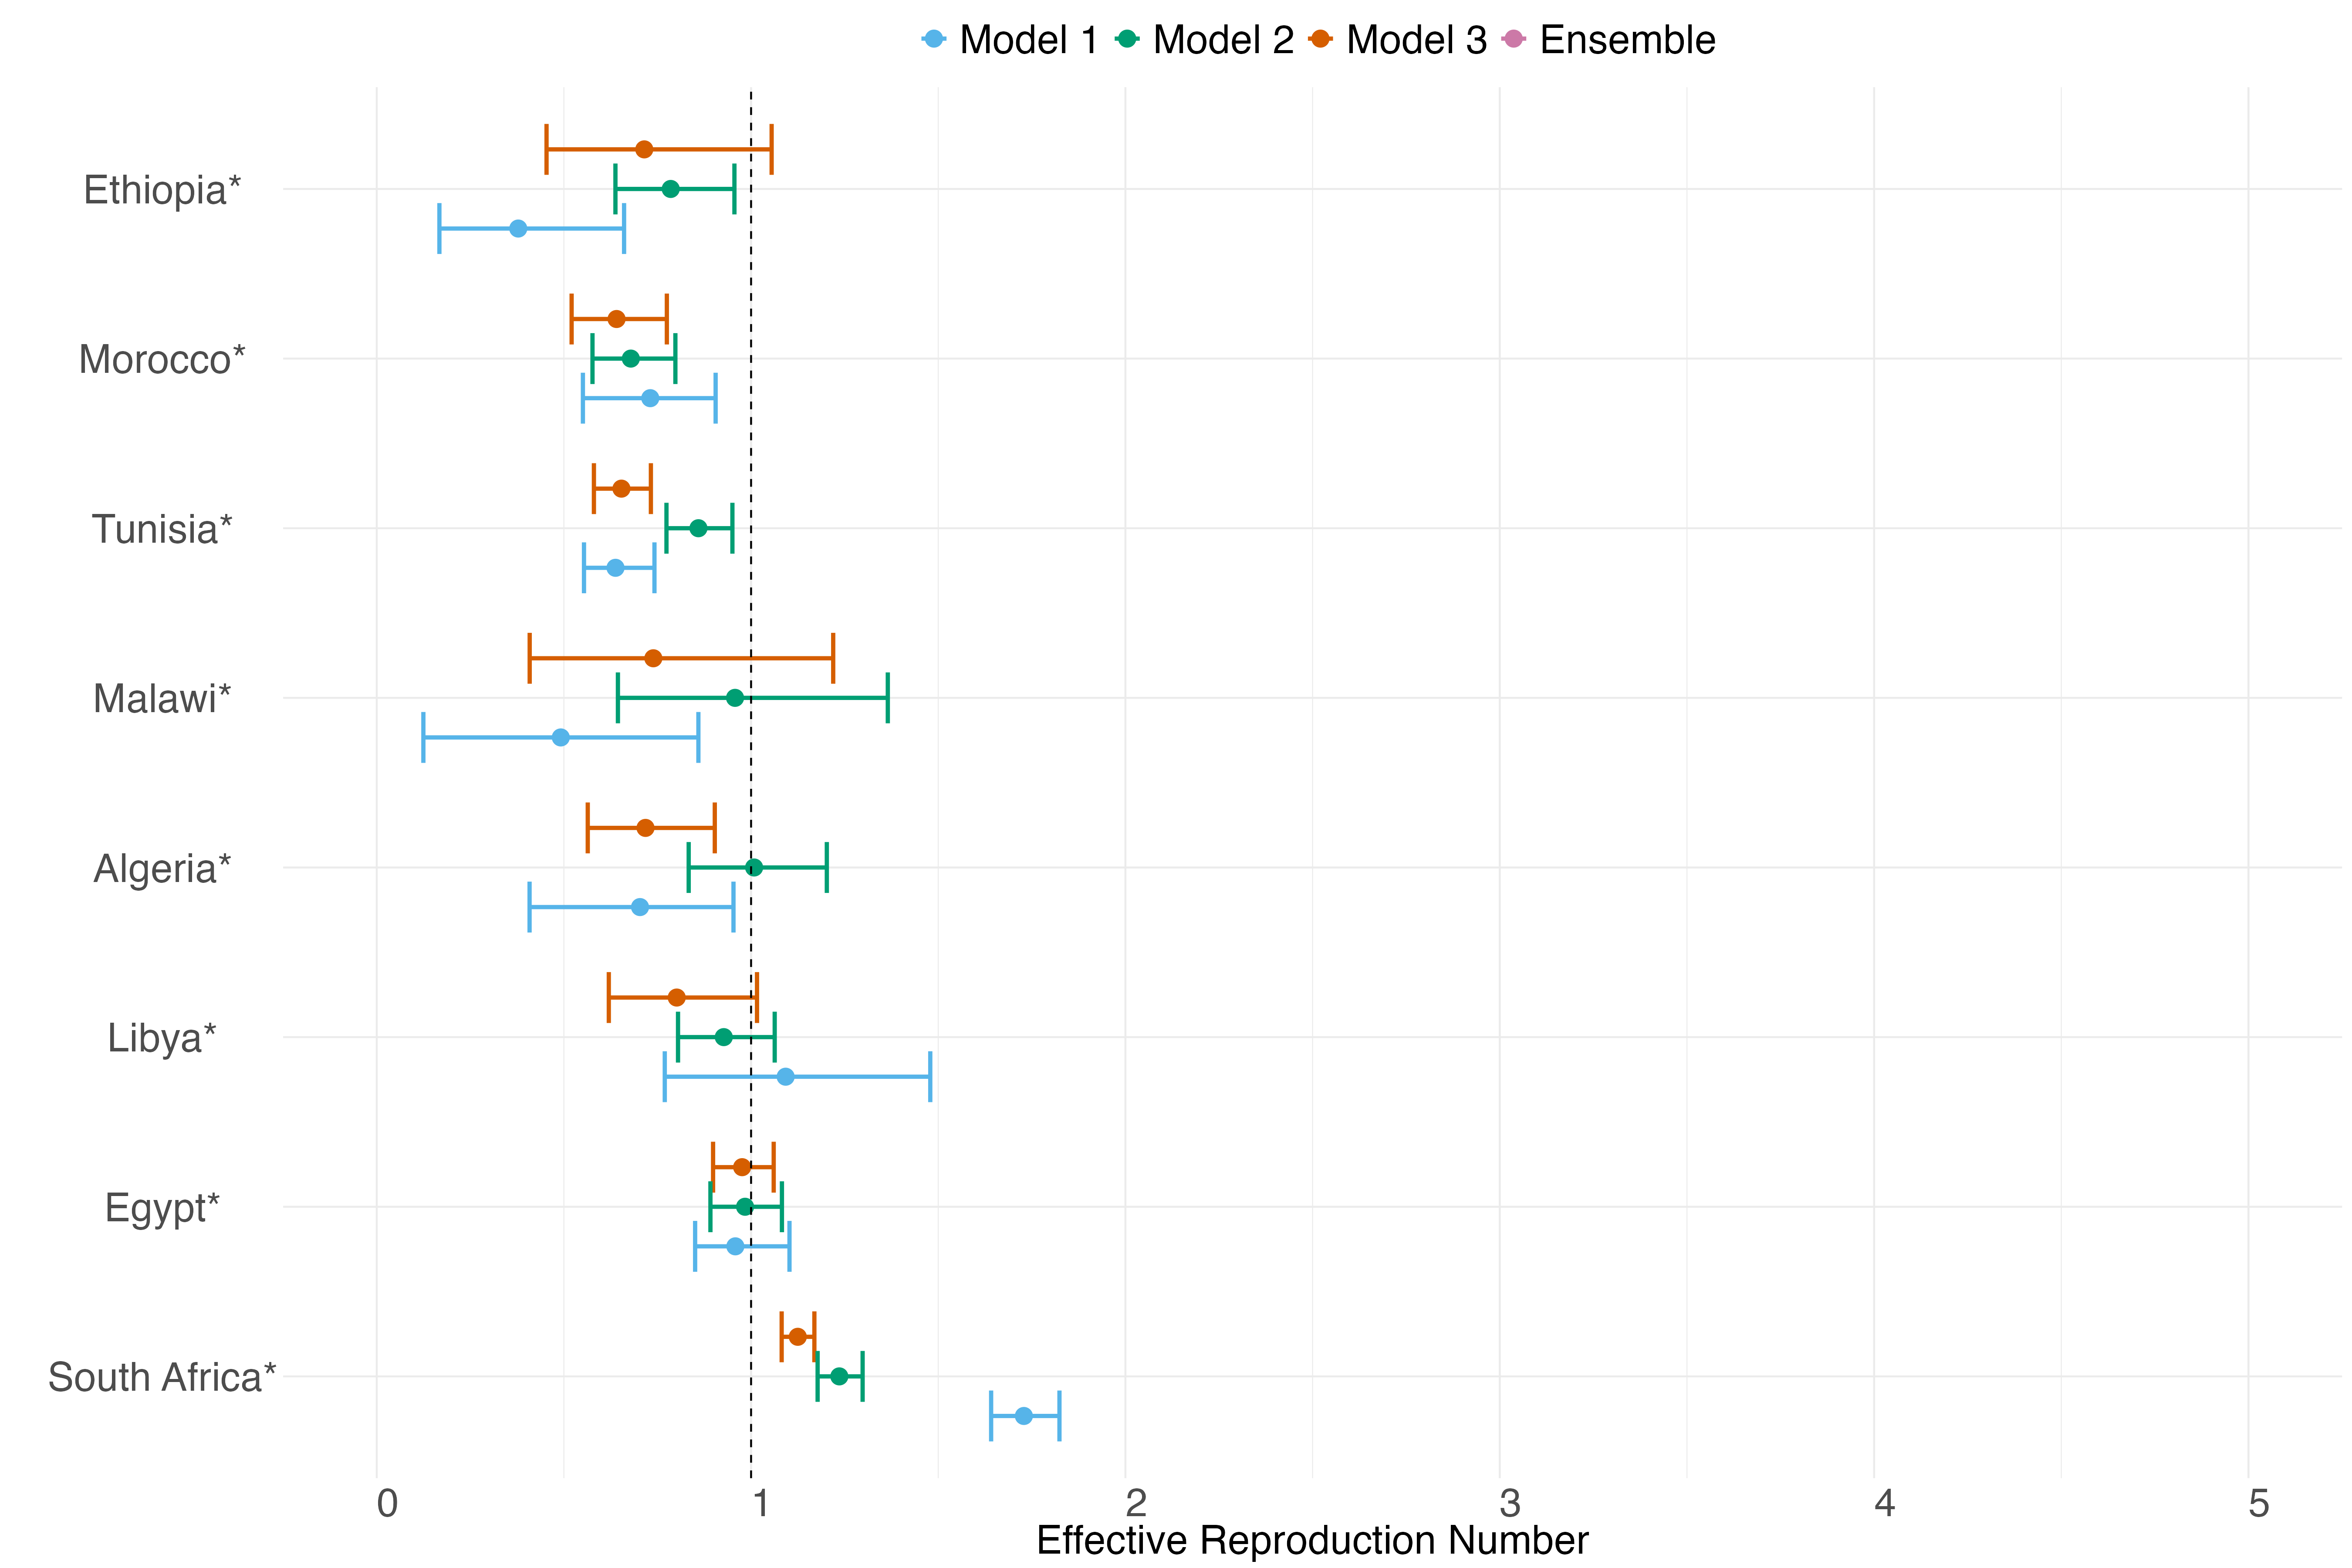 Model 1 Model 2 Model 3 Ensemble
Ethiopia*
Morocco*
Tunisia*
Malawi*
Algeria*
Libya*
Egypt*
South Africa*
0 1 2 3 4 5
Effective Reproduction Number